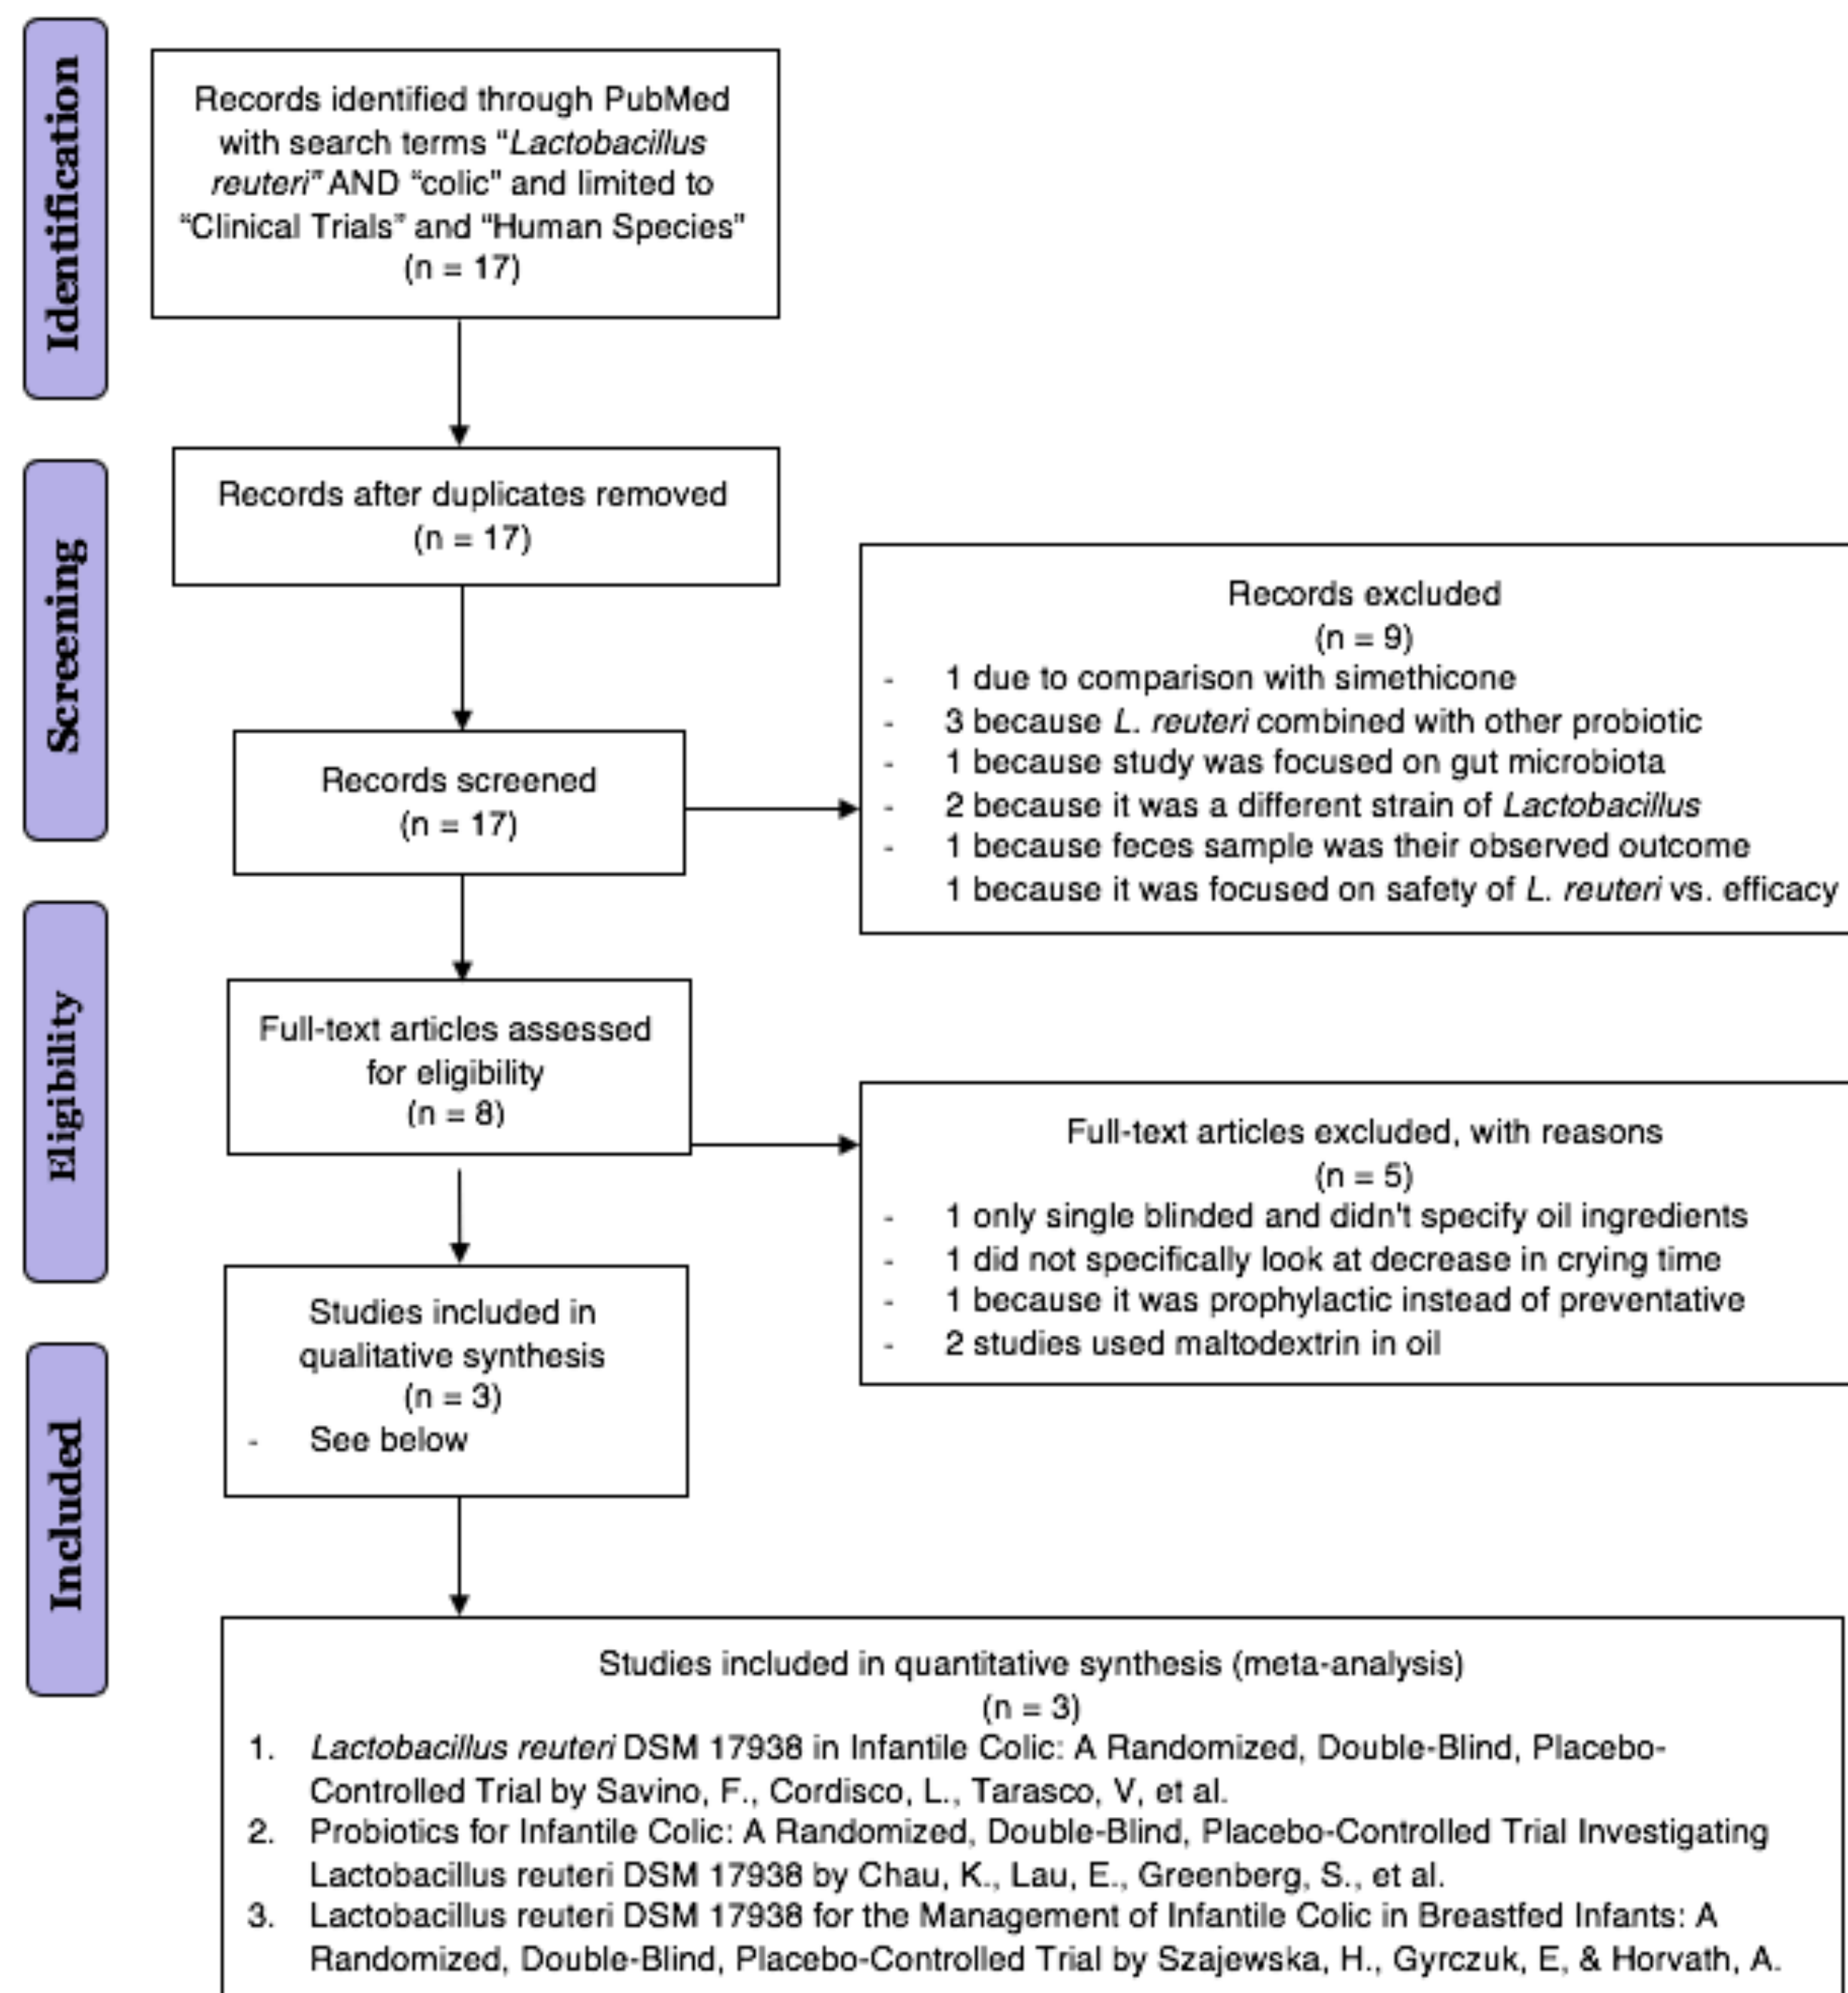 Identification
Records identified through PubMed
with search terms “Lactobacillus
reuteri” AND “colic” and limited to
“Clinical Trials” and “Human Species”
(n = 17)
Screening
Records after duplicates removed
(n = 17)
Records screened
(n = 17)
Records excluded
(n = 9)
- 1 due to comparison with simethicone
- 3 because L. reuteri combined with other probiotic
- 1 because study was focused on gut microbiota
- 2 because it was a different strain of Lactobacillus
- 1 because feces sample was their observed outcome
1 because it was focused on safety of L. reuteri vs. efficacy
Eligibility
Full-text articles assessed
for eligibility
(n = 8)
Full-text articles excluded, with reasons
(n = 5)
- 1 only single blinded and didn't specify oil ingredients
- 1 did not specifically look at decrease in crying time
- 1 because it was prophylactic instead of preventative
- 2 studies used maltodextrin in oil
Included
Studies included in
qualitative synthesis
(n = 3)
- See below
Studies included in quantitative synthesis (meta-analysis)
(n = 3)
1. Lactobacillus reuteri DSM 17938 in Infantile Colic: A Randomized, Double-Blind, Placebo-
Controlled Trial by Savino, F., Cordisco, L., Tarasco, V, et al.
2. Probiotics for Infantile Colic: A Randomized, Double-Blind, Placebo-Controlled Trial Investigating
Lactobacillus reuteri DSM 17938 by Chau, K., Lau, E., Greenberg, S., et al.
3. Lactobacillus reuteri DSM 17938 for the Management of Infantile Colic in Breastfed Infants: A
Randomized, Double-Blind, Placebo-Controlled Trial by Szajewska, H., Gyrczuk, E, & Horvath, A.